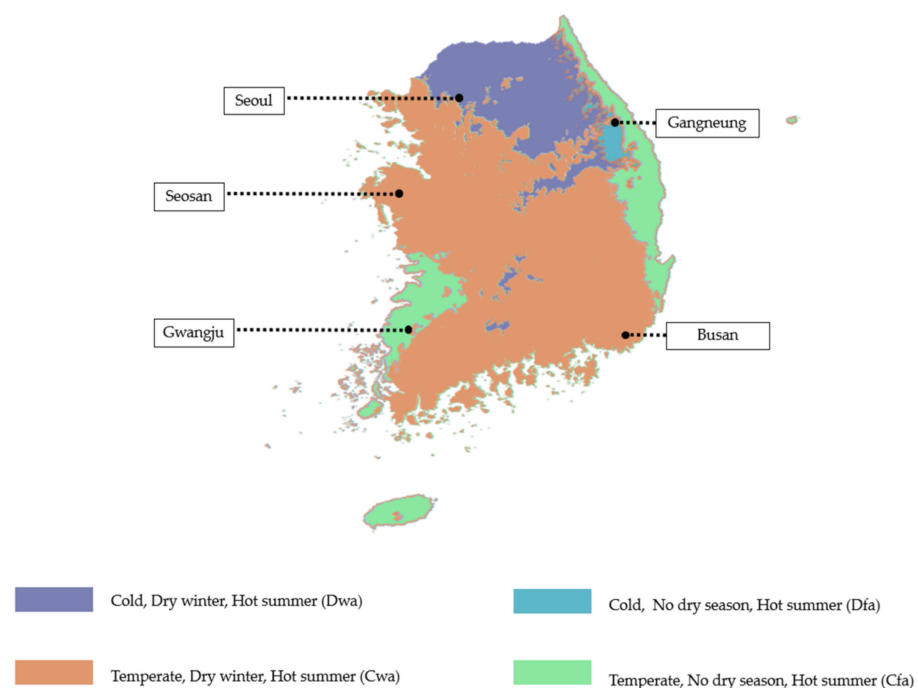 Seoul
Gangneung
Seosan
Gwangju
Busan
Cold, Dry winter, Hot summer (Dwa)
Cold, No dry season, Hot summer (Dfa)
Temperate, Dry winter, Hot summer (Cwa)
Temperate, No dry season, Hot summer (Cfa)